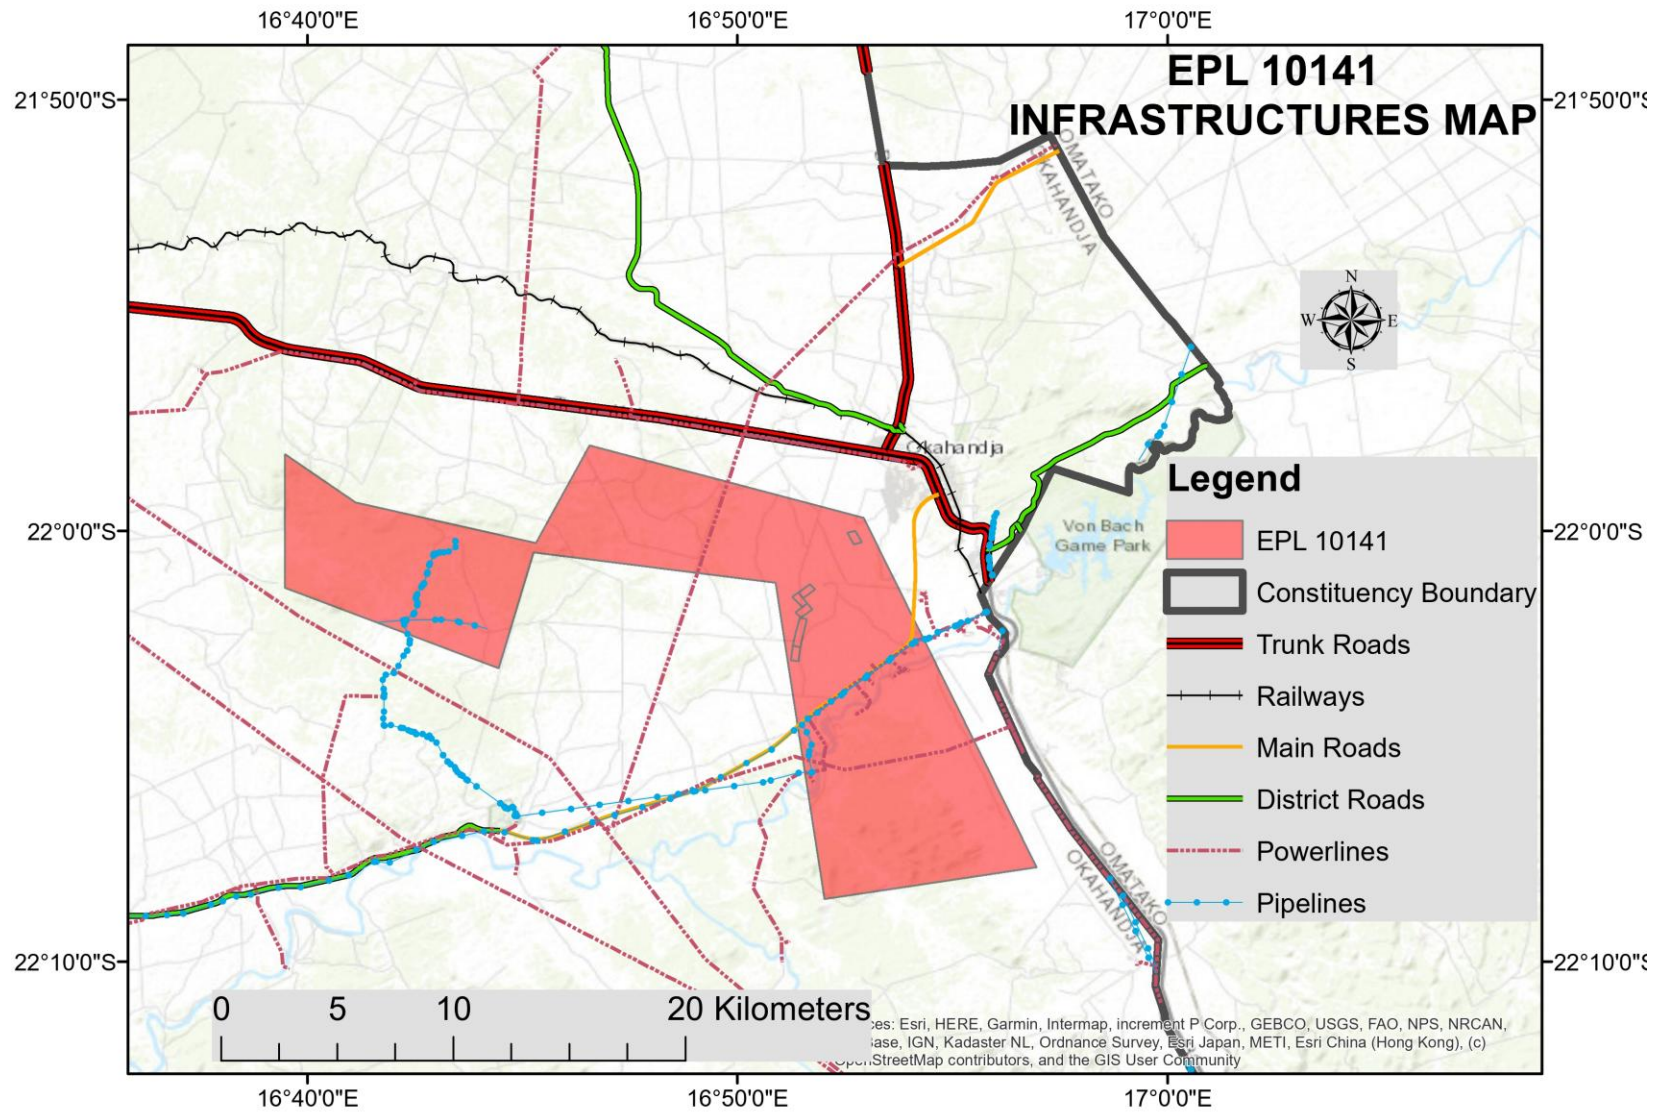 16°40'0"E 16°50'0"E 17°0'0"E
EPL 10141
INFRASTRUCTURES MAP
21°50'0"S 21°50'0"S
OMATAKO
OKAHANDJA
N
W E
S
Okahandja
Legend
Von Bach
Game Park
22°0'0"S
EPL 10141
Constituency Boundary
Trunk Roads
Railways
Main Roads
District Roads
Powerlines
Pipelines
OMATAKO
OKAHANDJA
22°10'0"S 22°10'0"S
0 5 10 20 Kilometers
Esri, HERE, Garmin, Intermap, increment P Corp., GEBCO, USGS, FAO, NPS, NRCAN,
IGN, Kadaster NL, Ordnance Survey, Esri Japan, METI, Esri China (Hong Kong), (c)
OpenStreetMap contributors, and the GIS User Community
16°40'0"E 16°50'0"E 17°0'0"E